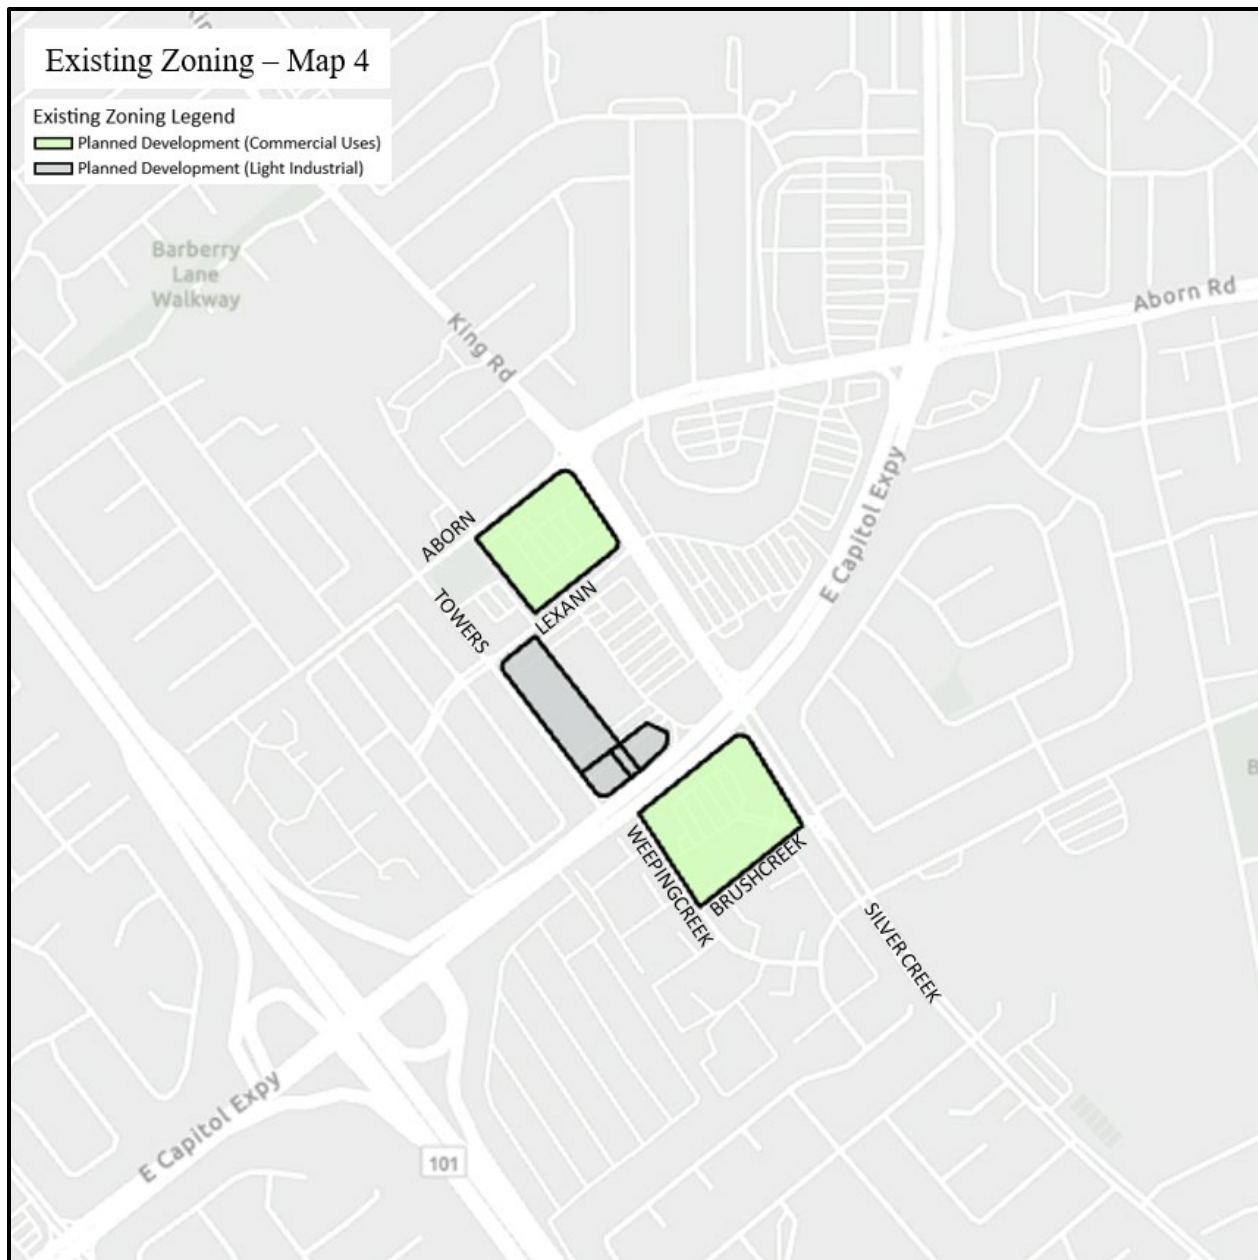 Existing Zoning – Map 4
Existing Zoning Legend
Planned Development (Commercial Uses)
Planned Development (Light Industrial)
Barberry
Lane
Walkway
King Rd
Aborn Rd
E Capitol Expy
ABORN
TOWERS
LEXANN
WEEPINGCREEK
BRUSHCREEK
SILVER CREEK
B
E Capitol Expy
101